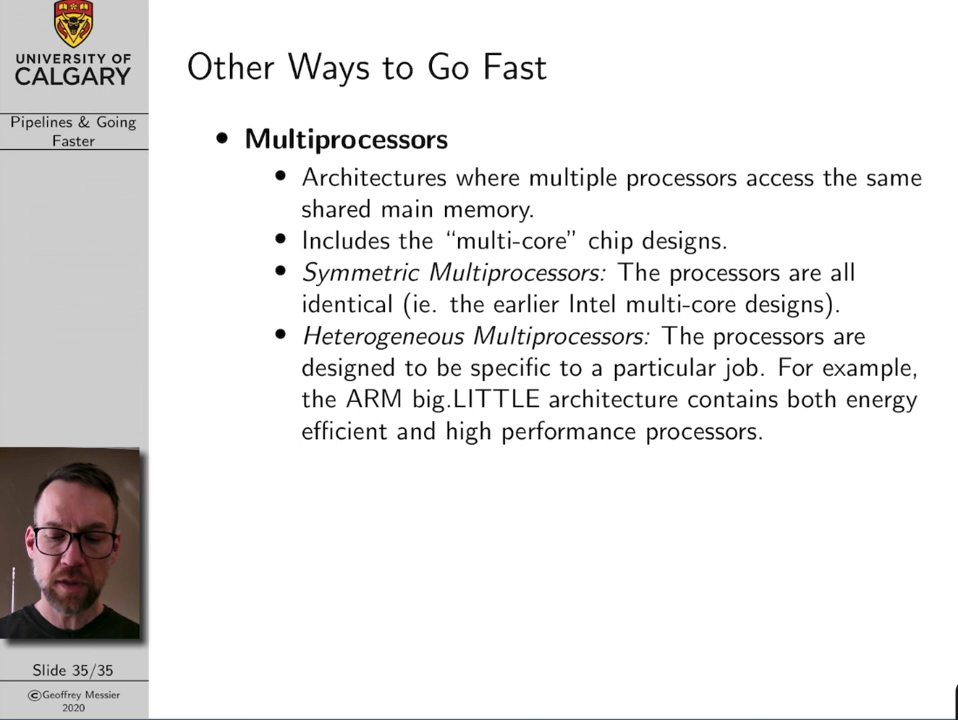 UNIVERSITY OF
CALGARY
Pipelines & Going
Faster
Other Ways to Go Fast
• Multiprocessors
• Architectures where multiple processors access the same
shared main memory.
• Includes the “multi-core” chip designs.
• Symmetric Multiprocessors: The processors are all
identical (ie. the earlier Intel multi-core designs).
• Heterogeneous Multiprocessors: The processors are
designed to be specific to a particular job. For example,
the ARM big.LITTLE architecture contains both energy
efficient and high performance processors.
Slide 35/35
©Geoffrey Messier
2020